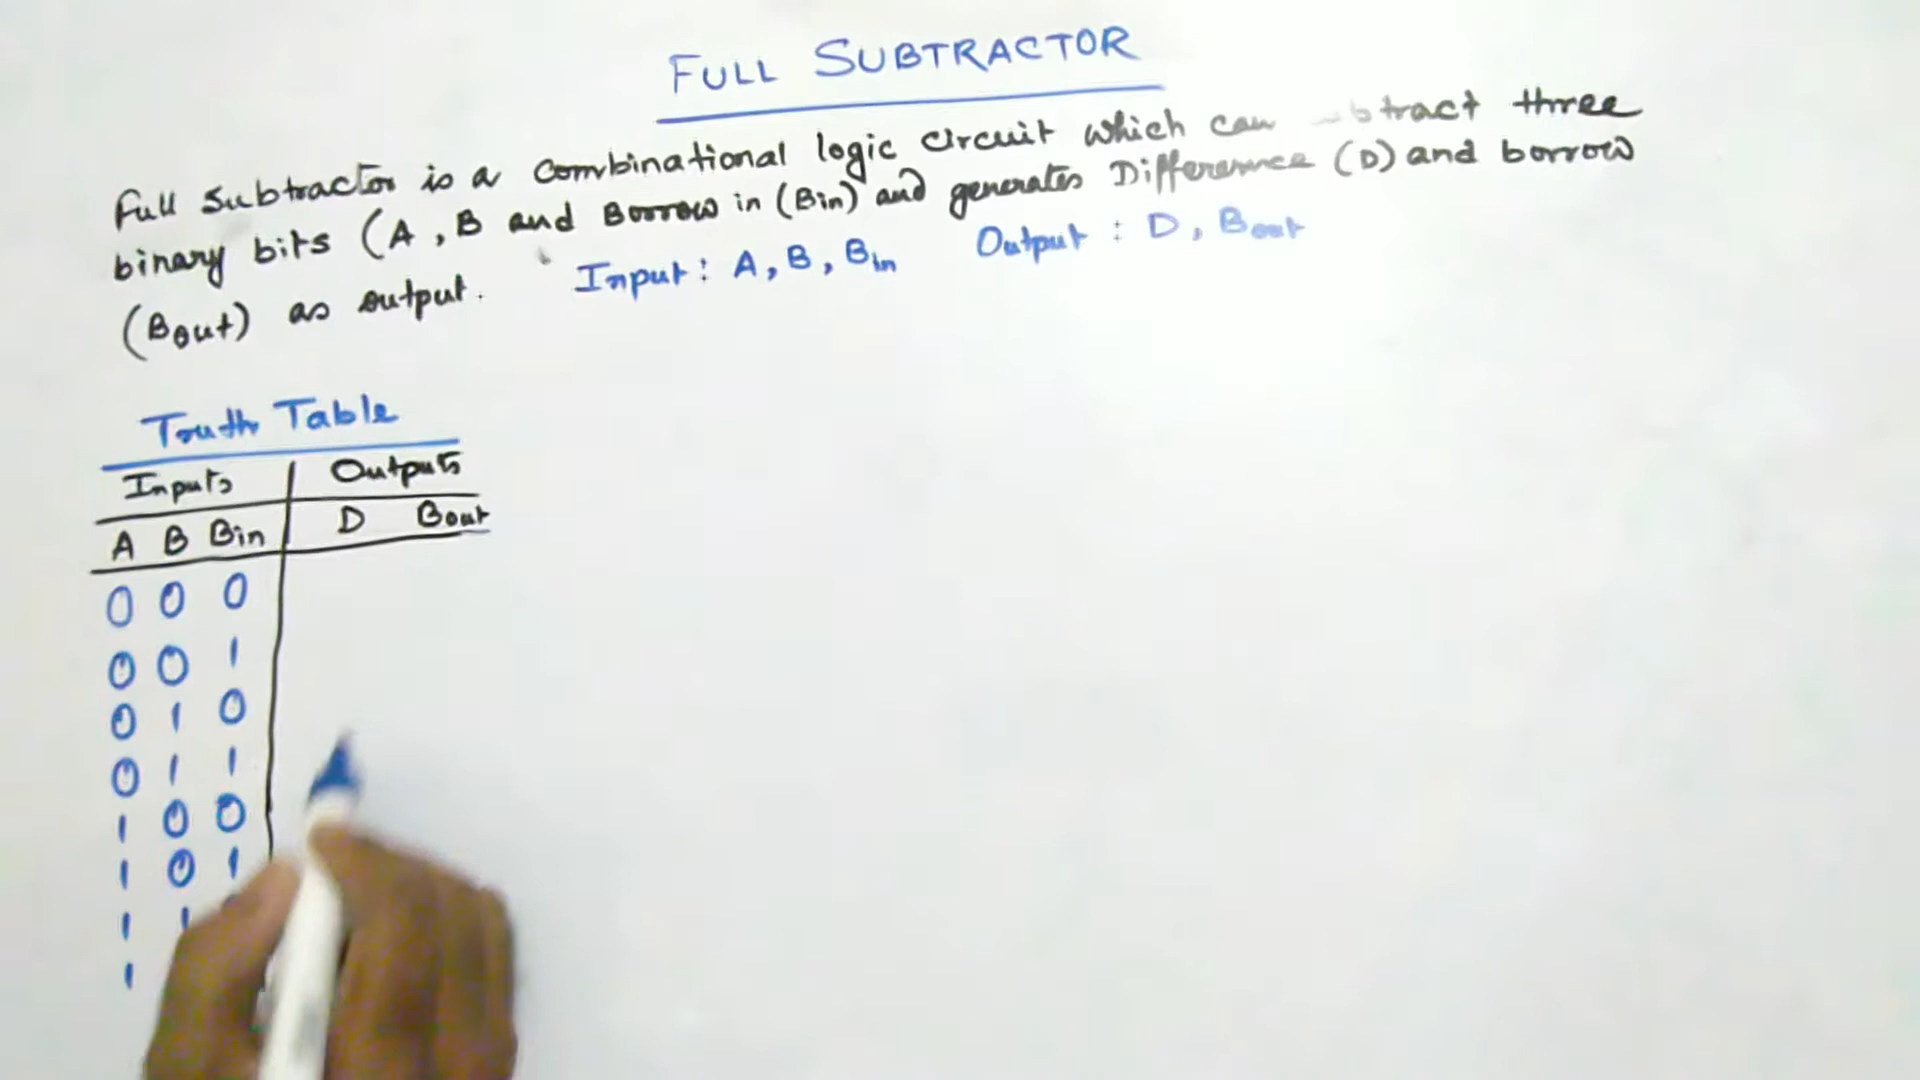 FULL SUBTRACTOR
Full Subtractor is a combinational logic circuit which can btract three
binary bits (A, B and Borrow in (Bin) and generates Difference (D) and borrow
(Bout) as output. Input: A, B, Bin Output: D, Bout
Truth Table
Inputs Outputs
A B Bin D Bout
0 0 0
0 0 1
0 1 0
0 1 1
1 0 0
1 0 1
1 1
1